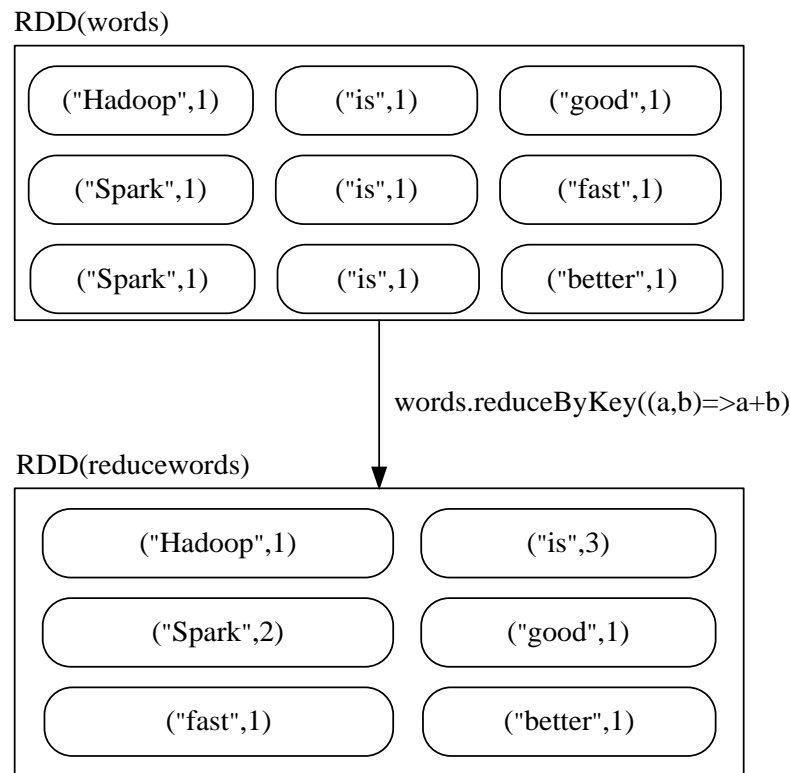 RDD(words)
("Hadoop",1) ("is",1) ("good",1)
("Spark",1) ("is",1) ("fast",1)
("Spark",1) ("is",1) ("better",1)
words.reduceByKey((a,b)=>a+b)
RDD(reducewords)
("Hadoop",1) ("is",3)
("Spark",2) ("good",1)
("fast",1) ("better",1)